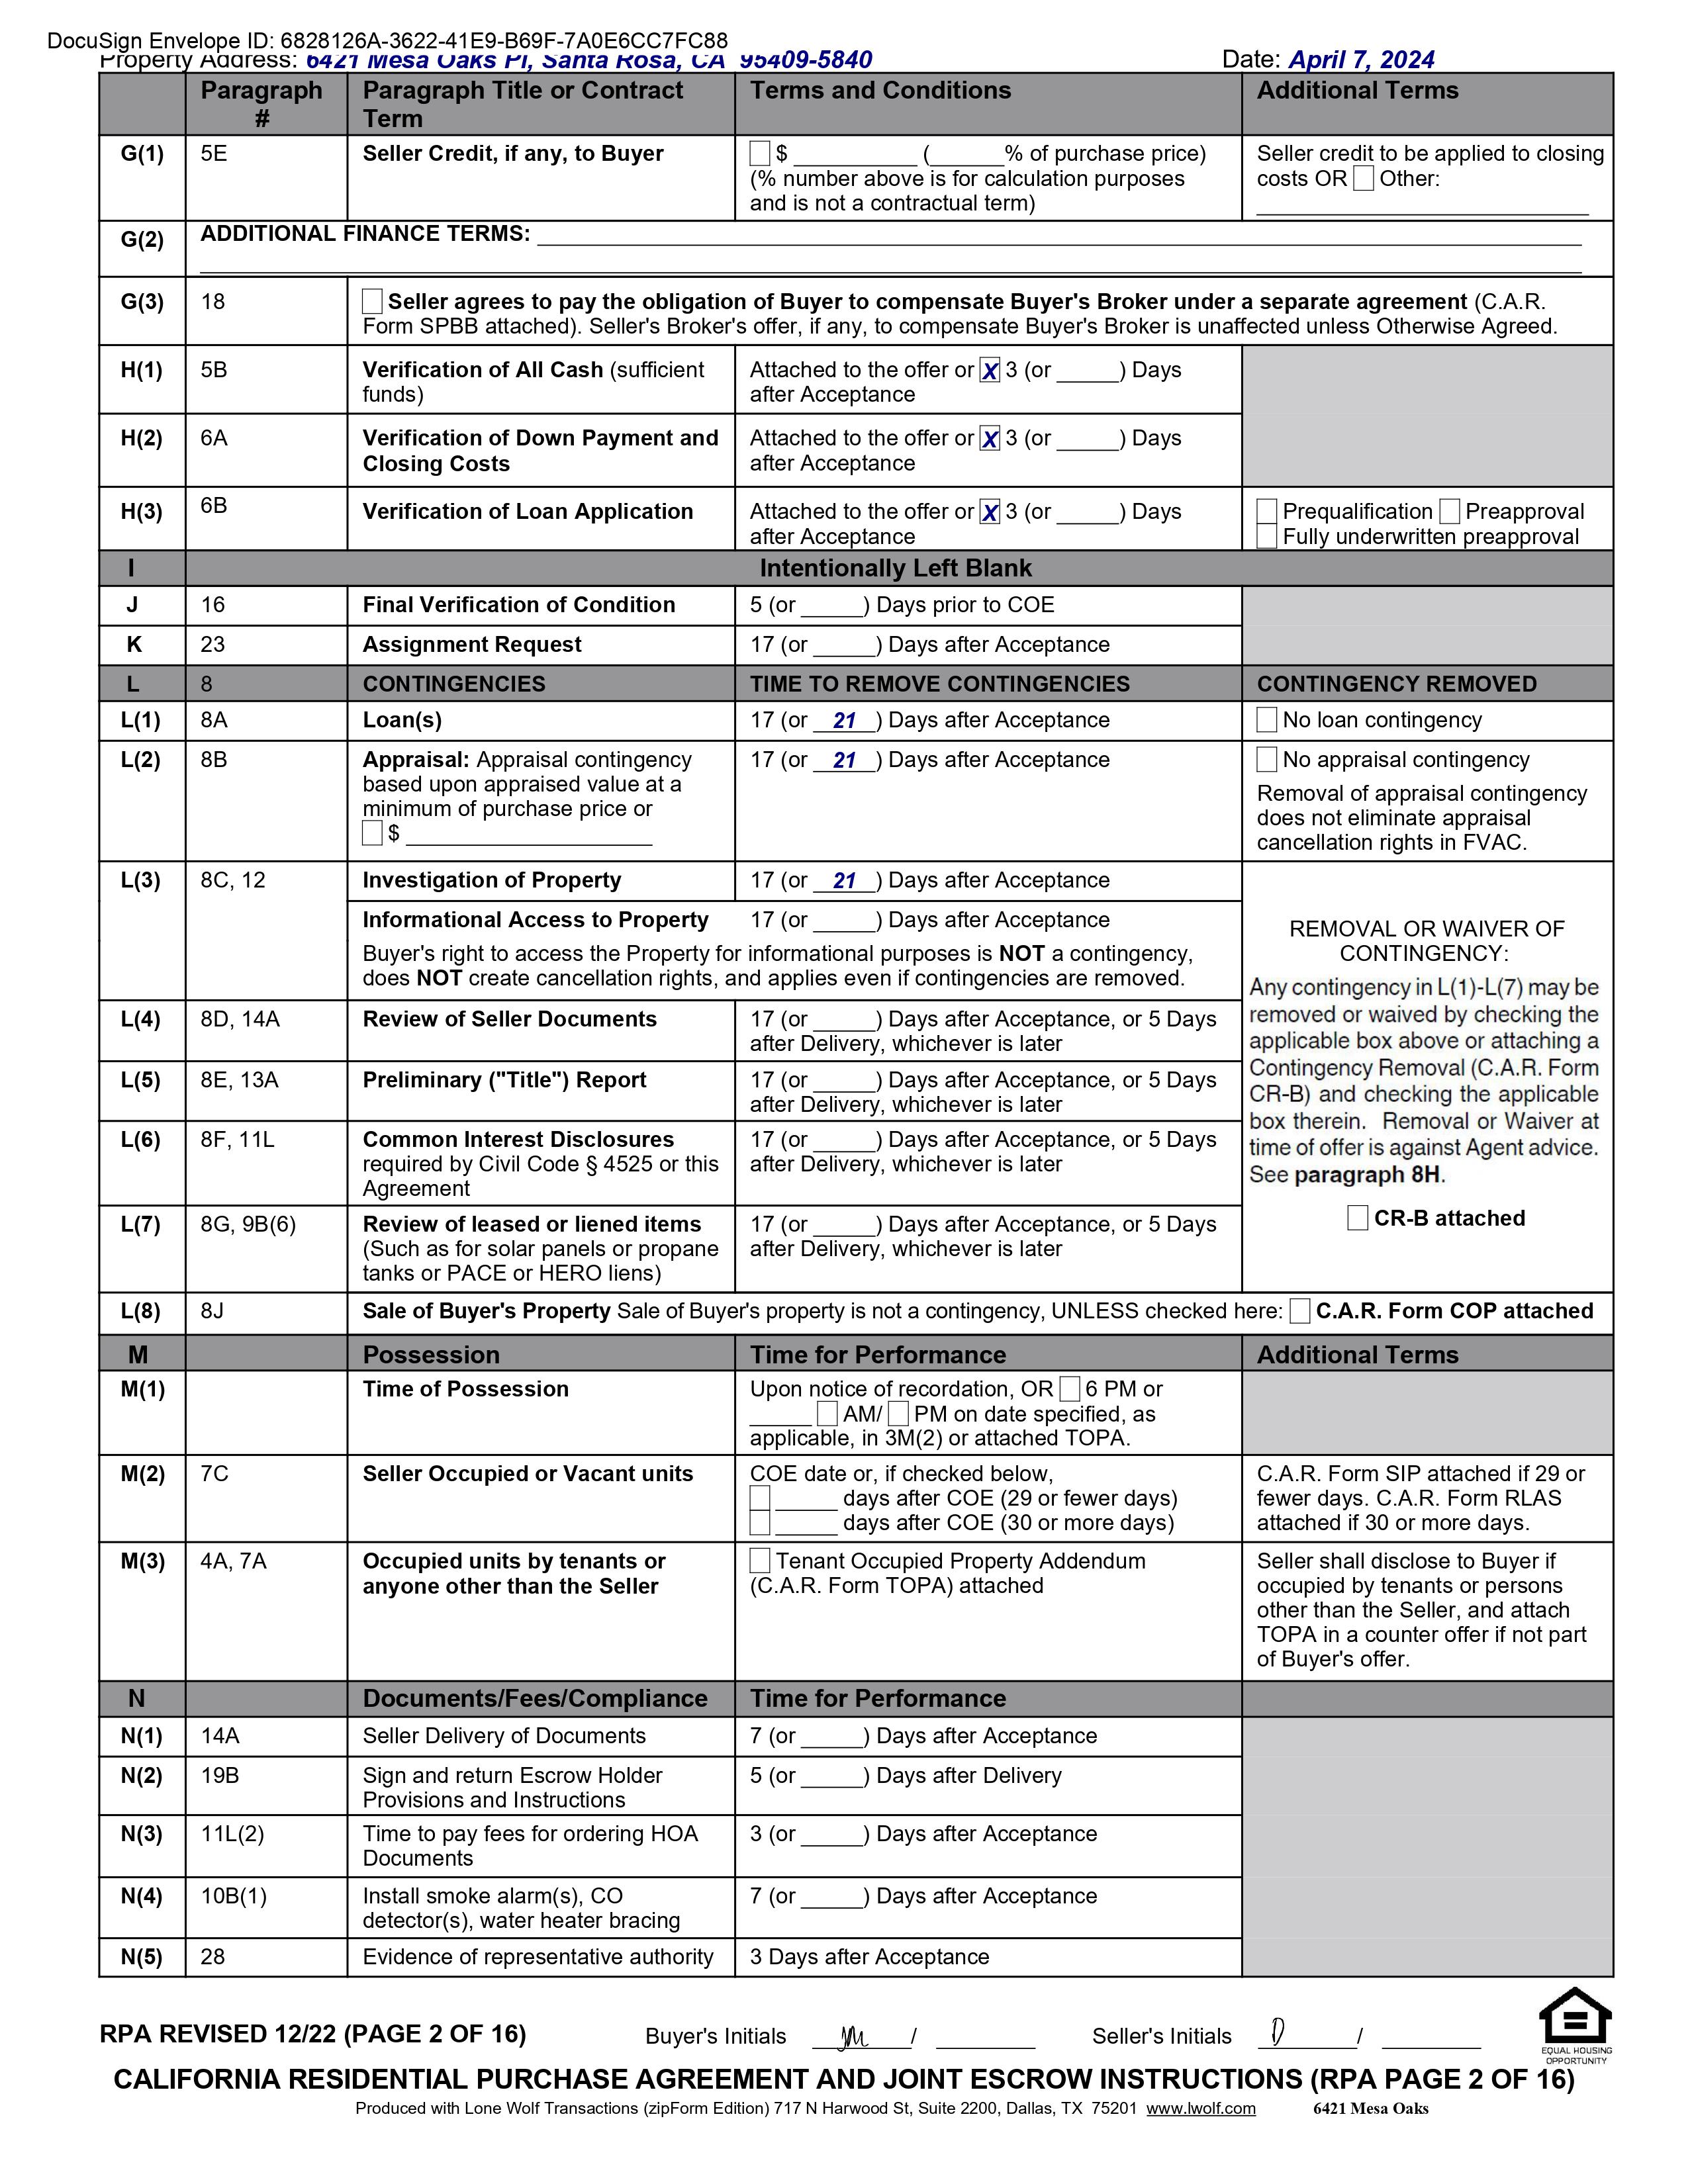 DocuSign Envelope ID: 6828126A-3622-41E9-B69F-7A0E6CC7FC88
Property Address: 6421 Mesa Oaks Pl, Santa Rosa, CA 95409-5840 Date: April 7, 2024
Paragraph # Paragraph Title or Contract Term Terms and Conditions Additional Terms
G(1) 5E Seller Credit, if any, to Buyer
☐ $ __________ (______% of purchase price)
(% number above is for calculation purposes
and is not a contractual term)
Seller credit to be applied to closing
costs OR ☐ Other:
G(2) ADDITIONAL FINANCE TERMS:
G(3) 18 ☐ Seller agrees to pay the obligation of Buyer to compensate Buyer's Broker under a separate agreement (C.A.R.
Form SPBB attached). Seller's Broker's offer, if any, to compensate Buyer's Broker is unaffected unless Otherwise Agreed.
H(1) 5B Verification of All Cash (sufficient
funds)
Attached to the offer or ☒ 3 (or _____) Days
after Acceptance
H(2) 6A Verification of Down Payment and
Closing Costs
Attached to the offer or ☒ 3 (or _____) Days
after Acceptance
H(3) 6B Verification of Loan Application
Attached to the offer or ☒ 3 (or _____) Days
after Acceptance
☐ Prequalification ☐ Preapproval
☐ Fully underwritten preapproval
I Intentionally Left Blank
J 16 Final Verification of Condition 5 (or _____) Days prior to COE
K 23 Assignment Request 17 (or _____) Days after Acceptance
L 8 CONTINGENCIES TIME TO REMOVE CONTINGENCIES CONTINGENCY REMOVED
L(1) 8A Loan(s) 17 (or 21 ) Days after Acceptance ☐ No loan contingency
L(2) 8B Appraisal: Appraisal contingency
based upon appraised value at a
minimum of purchase price or
☐ $ ____________________
17 (or 21 ) Days after Acceptance
☐ No appraisal contingency
Removal of appraisal contingency
does not eliminate appraisal
cancellation rights in FVAC.
L(3) 8C, 12 Investigation of Property 17 (or 21 ) Days after Acceptance
Informational Access to Property 17 (or _____) Days after Acceptance
Buyer's right to access the Property for informational purposes is NOT a contingency,
does NOT create cancellation rights, and applies even if contingencies are removed.
REMOVAL OR WAIVER OF
CONTINGENCY:
Any contingency in L(1)-L(7) may be
removed or waived by checking the
applicable box above or attaching a
Contingency Removal (C.A.R. Form
CR-B) and checking the applicable
box therein. Removal or Waiver at
time of offer is against Agent advice.
See paragraph 8H.
☐ CR-B attached
L(4) 8D, 14A Review of Seller Documents
17 (or _____) Days after Acceptance, or 5 Days
after Delivery, whichever is later
L(5) 8E, 13A Preliminary ("Title") Report
17 (or _____) Days after Acceptance, or 5 Days
after Delivery, whichever is later
L(6) 8F, 11L Common Interest Disclosures
required by Civil Code § 4525 or this
Agreement
17 (or _____) Days after Acceptance, or 5 Days
after Delivery, whichever is later
L(7) 8G, 9B(6) Review of leased or liened items
(Such as for solar panels or propane
tanks or PACE or HERO liens)
17 (or _____) Days after Acceptance, or 5 Days
after Delivery, whichever is later
L(8) 8J Sale of Buyer's Property Sale of Buyer's property is not a contingency, UNLESS checked here: ☐ C.A.R. Form COP attached
M Possession Time for Performance Additional Terms
M(1) Time of Possession
Upon notice of recordation, OR ☐ 6 PM or
_____ ☐ AM/ ☐ PM on date specified, as
applicable, in 3M(2) or attached TOPA.
M(2) 7C Seller Occupied or Vacant units
COE date or, if checked below,
☐ _____ days after COE (29 or fewer days)
☐ _____ days after COE (30 or more days)
C.A.R. Form SIP attached if 29 or
fewer days. C.A.R. Form RLAS
attached if 30 or more days.
M(3) 4A, 7A Occupied units by tenants or
anyone other than the Seller
☐ Tenant Occupied Property Addendum
(C.A.R. Form TOPA) attached
Seller shall disclose to Buyer if
occupied by tenants or persons
other than the Seller, and attach
TOPA in a counter offer if not part
of Buyer's offer.
N Documents/Fees/Compliance Time for Performance
N(1) 14A Seller Delivery of Documents 7 (or _____) Days after Acceptance
N(2) 19B Sign and return Escrow Holder
Provisions and Instructions
5 (or _____) Days after Delivery
N(3) 11L(2) Time to pay fees for ordering HOA
Documents
3 (or _____) Days after Acceptance
N(4) 10B(1) Install smoke alarm(s), CO
detector(s), water heater bracing
7 (or _____) Days after Acceptance
N(5) 28 Evidence of representative authority 3 Days after Acceptance
RPA REVISED 12/22 (PAGE 2 OF 16) Buyer's Initials ____/ ____ Seller's Initials D / ____
EQUAL HOUSING
OPPORTUNITY
CALIFORNIA RESIDENTIAL PURCHASE AGREEMENT AND JOINT ESCROW INSTRUCTIONS (RPA PAGE 2 OF 16)
Produced with Lone Wolf Transactions (zipForm Edition) 717 N Harwood St, Suite 2200, Dallas, TX 75201 www.lwolf.com 6421 Mesa Oaks